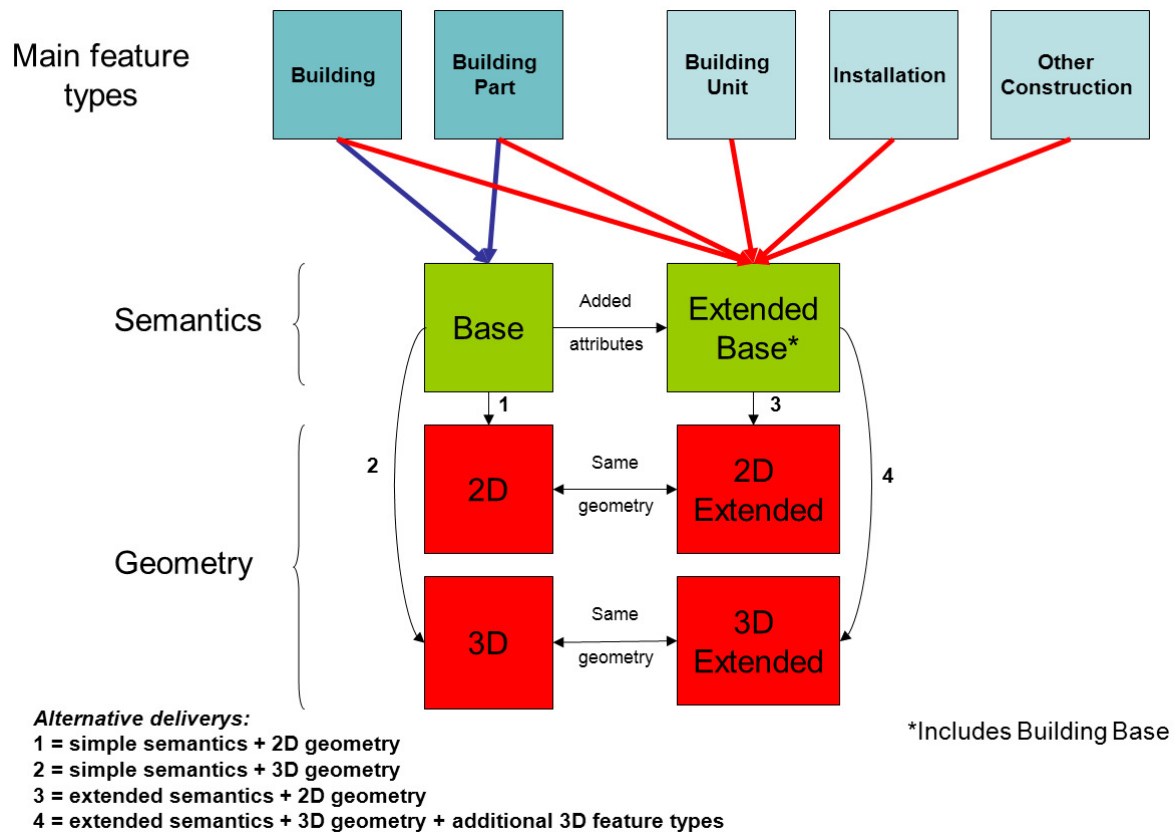 Main feature
types
Building
Building
Part
Building
Unit
Installation
Other
Construction
Semantics
Base
Added
attributes
Extended
Base*
1
3
2
4
2D
Same
geometry
2D
Extended
Geometry
3D
Same
geometry
3D
Extended
Alternative deliverys:
1 = simple semantics + 2D geometry
2 = simple semantics + 3D geometry
3 = extended semantics + 2D geometry
4 = extended semantics + 3D geometry + additional 3D feature types
*Includes Building Base